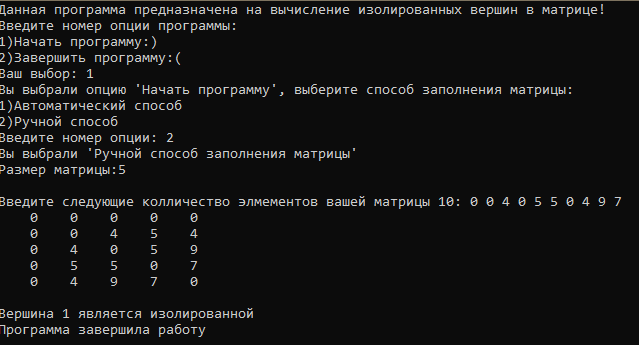 Данная программа предназначена на вычисление изолированных вершин в матрице!
Введите номер опции программы:
1)Начать программу:)
2)Завершить программу:(
Ваш выбор: 1
Вы выбрали опцию 'Начать программу', выберите способ заполнения матрицы:
1)Автоматический способ
2)Ручной способ
Введите номер опции: 2
Вы выбрали 'Ручной способ заполнения матрицы'
Размер матрицы:5
Введите следующие колличество элмементов вашей матрицы 10: 0 0 4 0 5 5 0 4 9 7
0 0 0 0 0
0 0 4 5 4
0 4 0 5 9
0 5 5 0 7
0 4 9 7 0
Вершина 1 является изолированной
Программа завершила работу